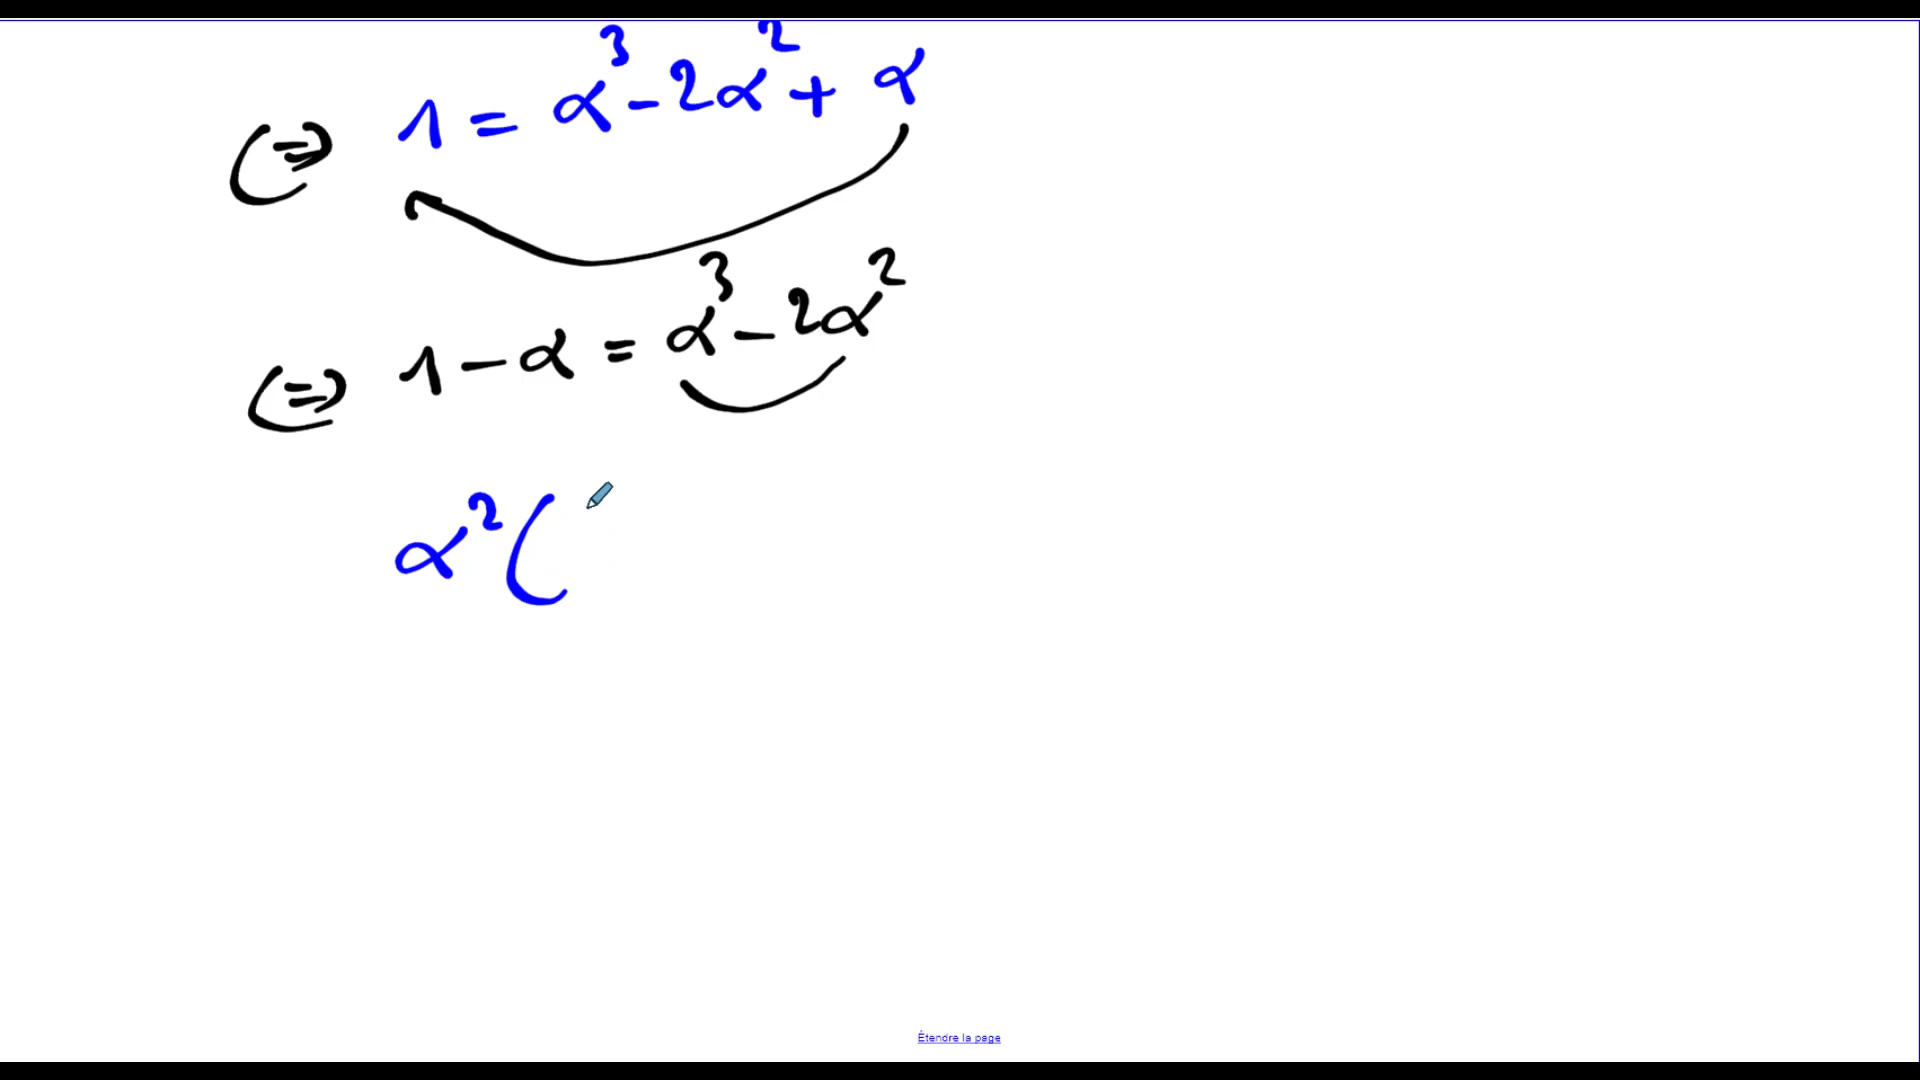 (=) 1 = α³ - 2α² + α
(=) 1 - α = α³ - 2α²
α² (
Étendre la page